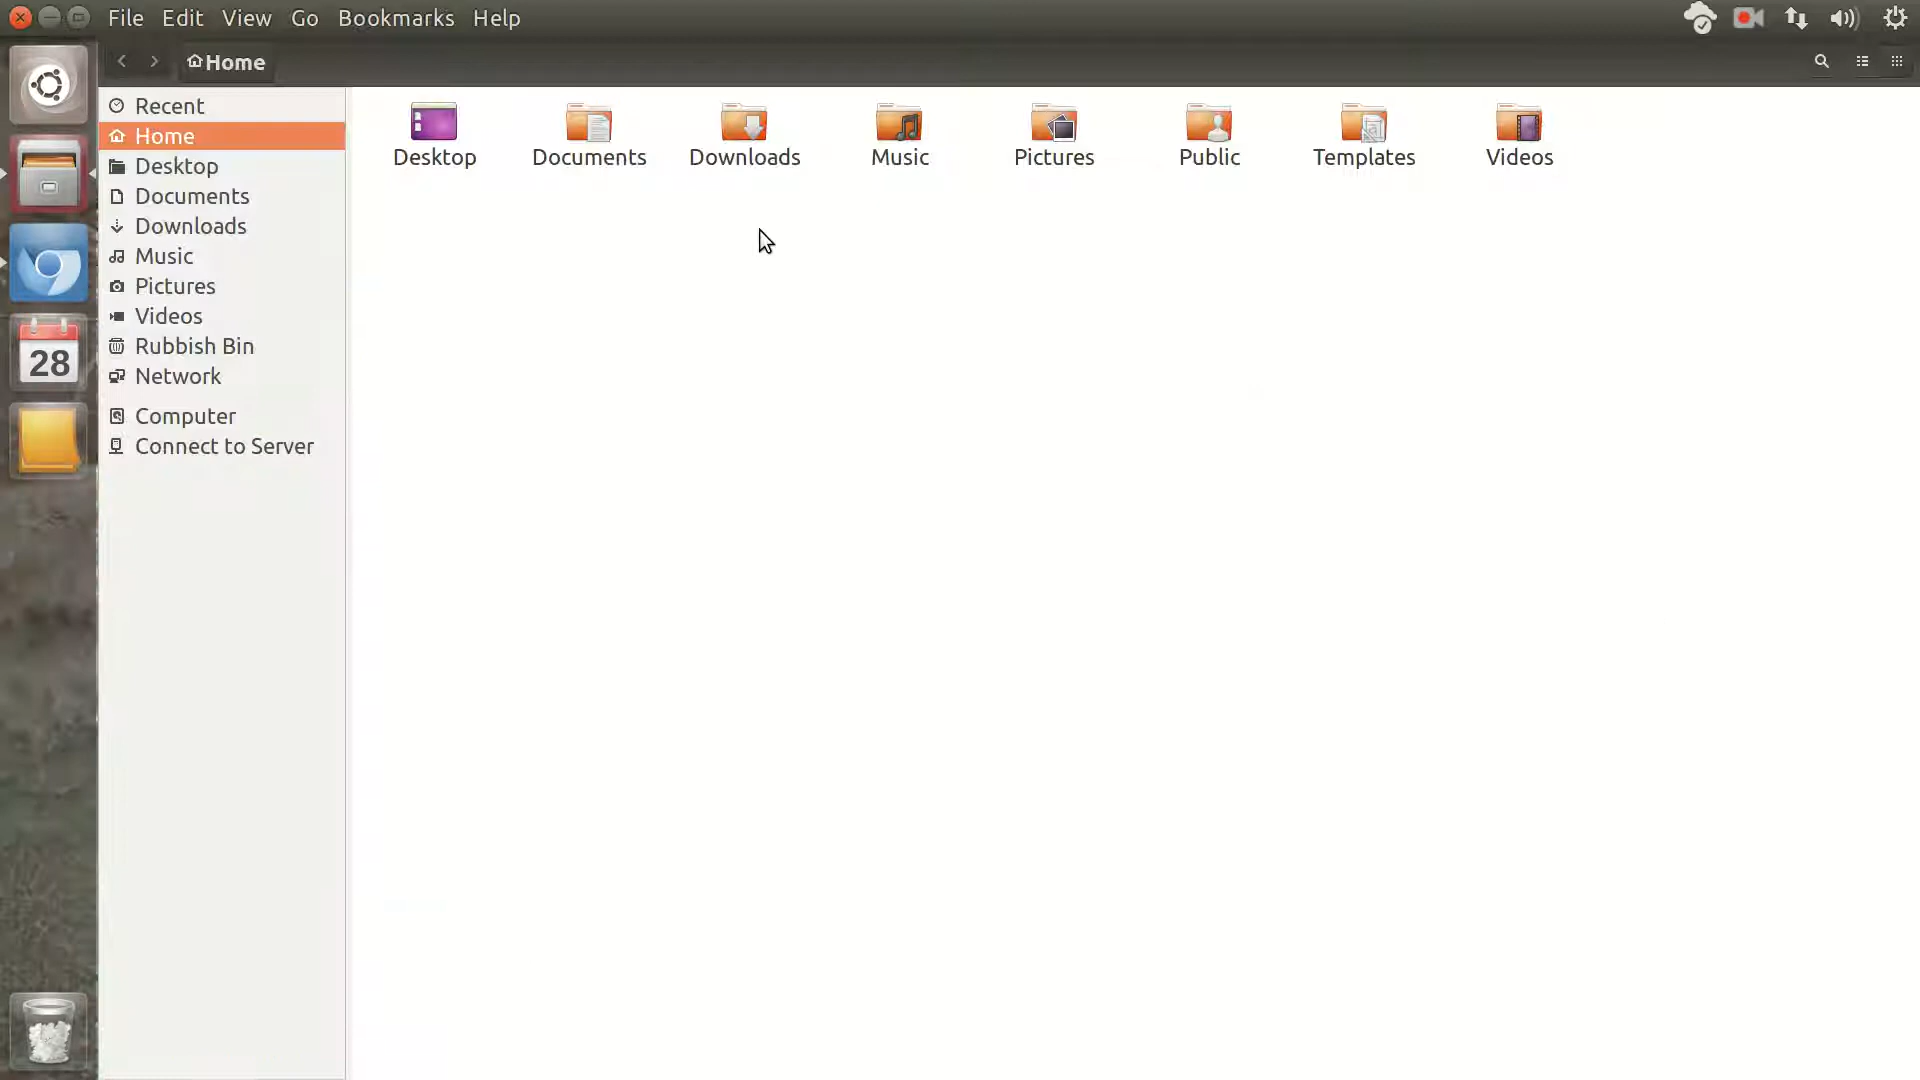 File Edit View Go Bookmarks Help
Home
Recent
Home
Desktop
Documents
Downloads
Music
Pictures
Videos
Rubbish Bin
Network
Computer
Connect to Server
Desktop Documents Downloads Music Pictures Public Templates Videos
28